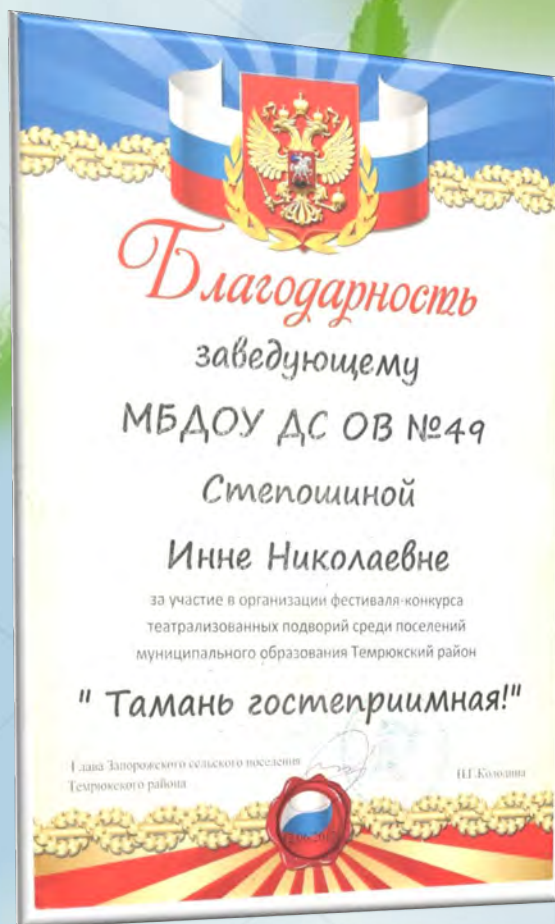 Благодарность
заведующему
МБДОУ ДС ОВ №49
Степошиной
Инне Николаевне
за участие в организации фестиваля-конкурса
театрализованных подворий среди поселений
муниципального образования Темрюкский район
" Тамань гостеприимная!"
Глава Запорожского сельского поселения
Темрюкского района
Н.Г.Колодина